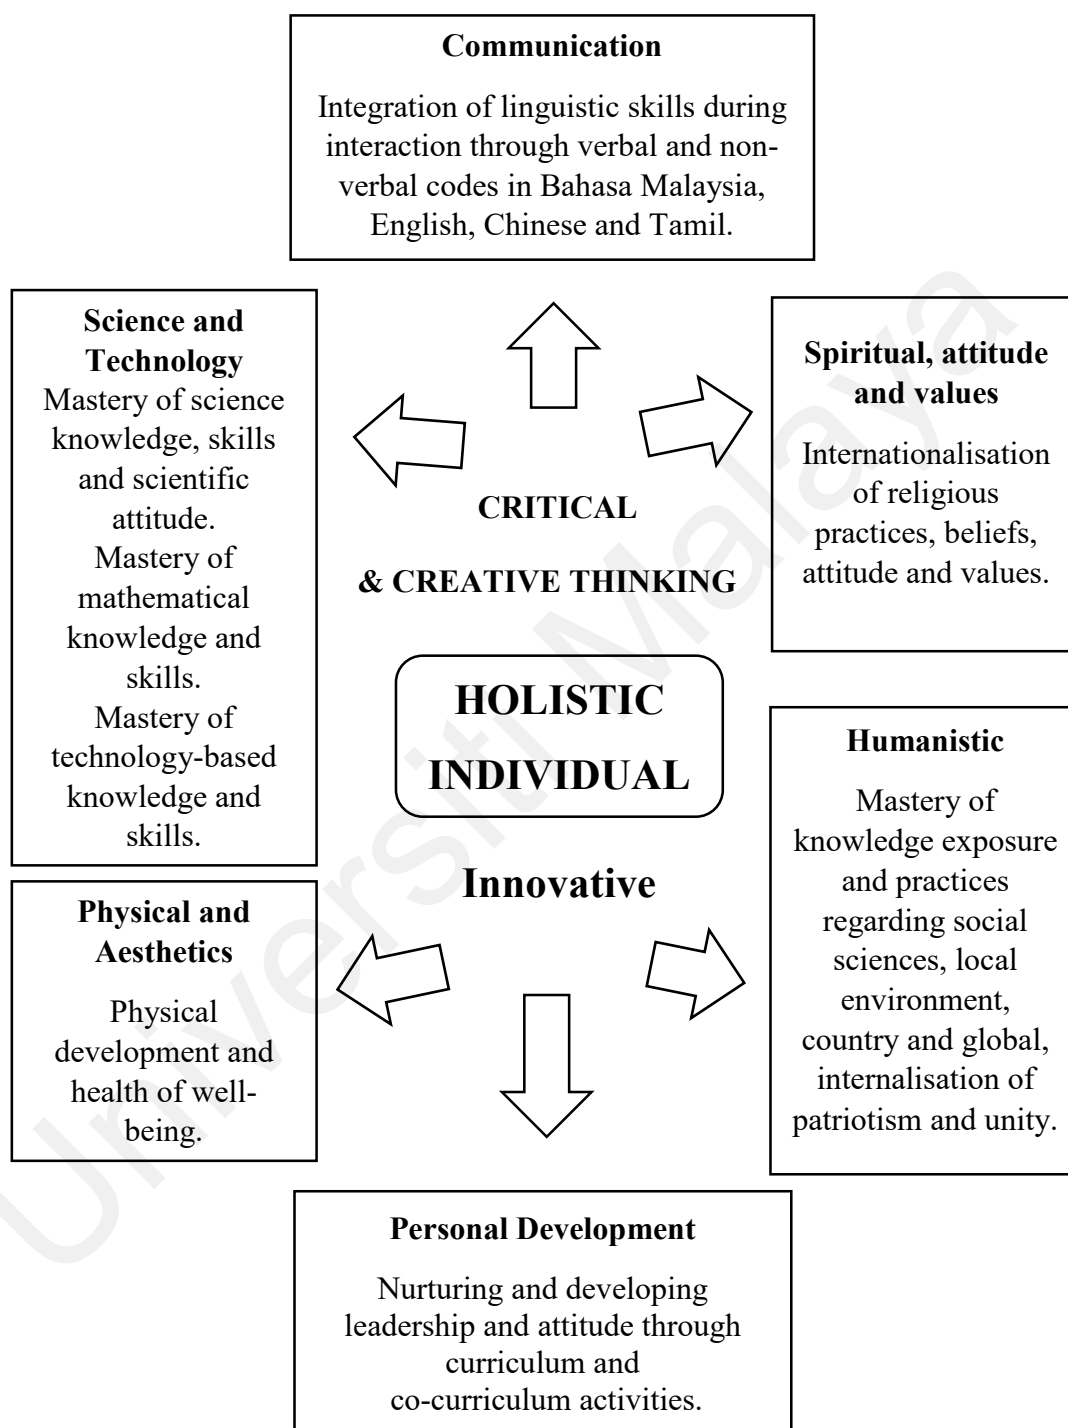 Communication
Integration of linguistic skills during
interaction through verbal and non-
verbal codes in Bahasa Malaysia,
English, Chinese and Tamil.
Science and
Technology
Mastery of science
knowledge, skills
and scientific
attitude.
Mastery of
mathematical
knowledge and
skills.
Mastery of
technology-based
knowledge and
skills.
Spiritual, attitude
and values
Internationalisation
of religious
practices, beliefs,
attitude and values.
CRITICAL
& CREATIVE THINKING
HOLISTIC
INDIVIDUAL
Innovative
Physical and
Aesthetics
Physical
development and
health of well-
being.
Humanistic
Mastery of
knowledge exposure
and practices
regarding social
sciences, local
environment,
country and global,
internalisation of
patriotism and unity.
Personal Development
Nurturing and developing
leadership and attitude through
curriculum and
co-curriculum activities.
Universiti Malaya